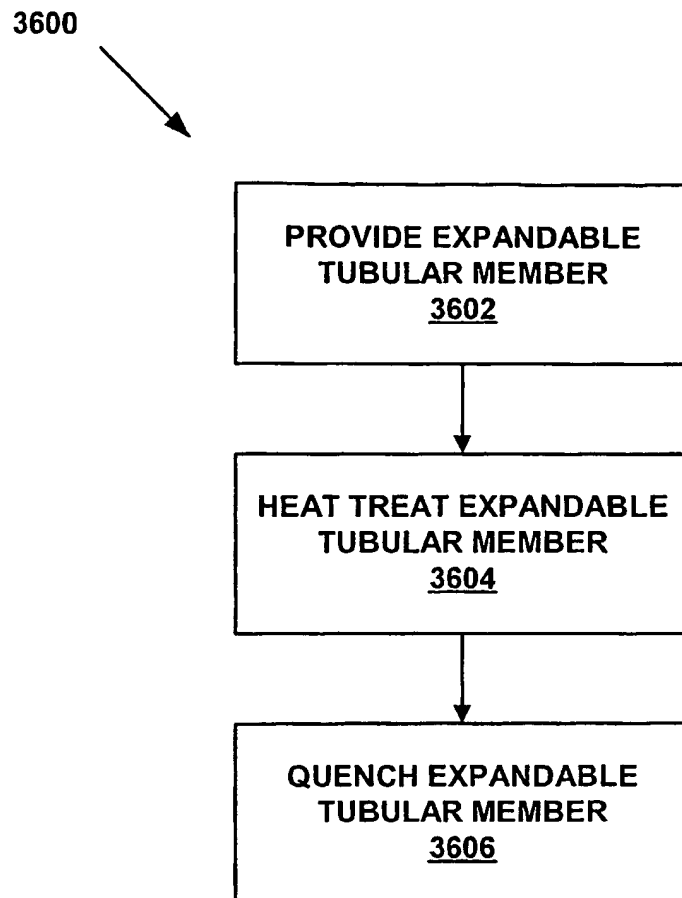 3600
PROVIDE EXPANDABLE
TUBULAR MEMBER
3602
HEAT TREAT EXPANDABLE
TUBULAR MEMBER
3604
QUENCH EXPANDABLE
TUBULAR MEMBER
3606